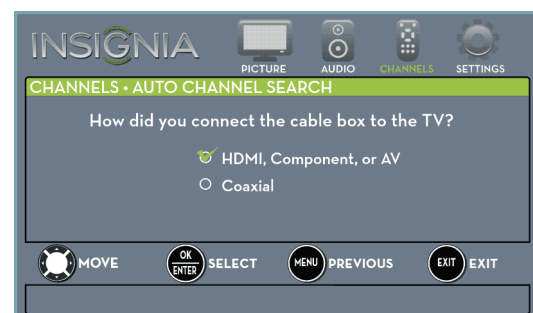 INSIGNIA
PICTURE AUDIO CHANNELS SETTINGS
CHANNELS • AUTO CHANNEL SEARCH
How did you connect the cable box to the TV?
HDMI, Component, or AV
Coaxial
MOVE OK ENTER SELECT MENU PREVIOUS EXIT EXIT